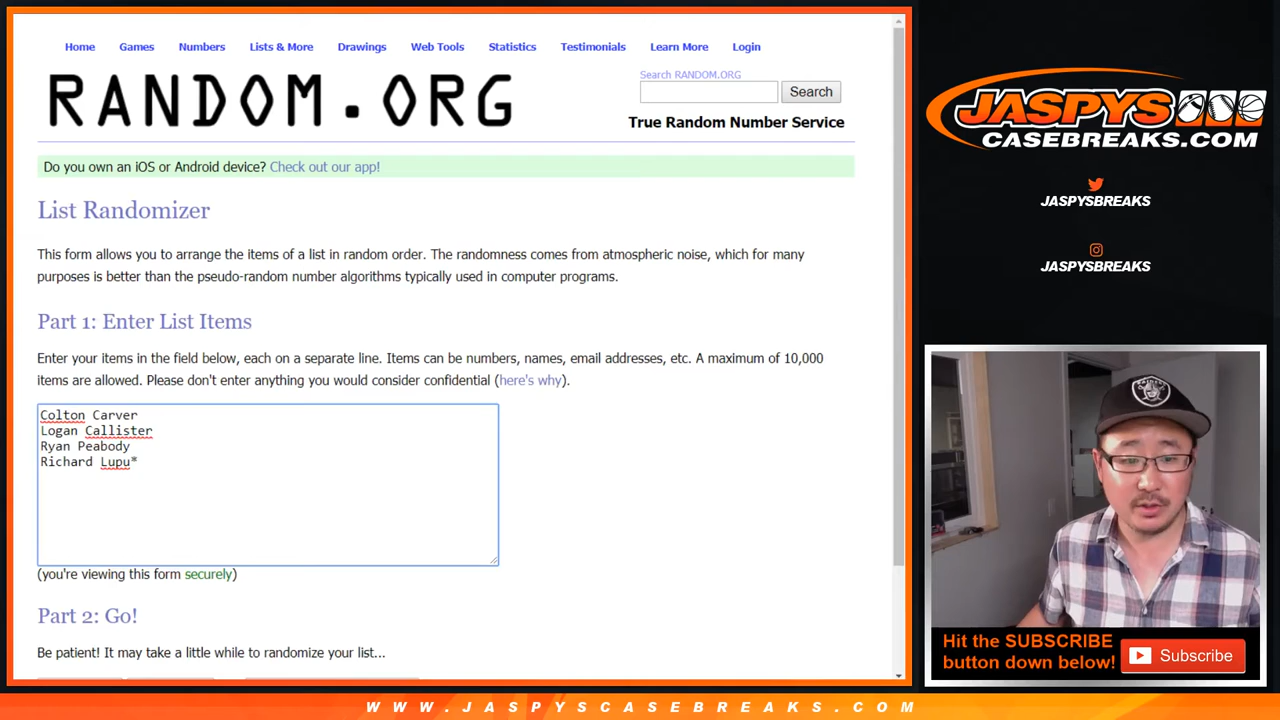 Home Games Numbers Lists & More Drawings Web Tools Statistics Testimonials Learn More Login
RANDOM.ORG
Search RANDOM.ORG
Search
True Random Number Service
Do you own an iOS or Android device? Check out our app!
List Randomizer
This form allows you to arrange the items of a list in random order. The randomness comes from atmospheric noise, which for many
purposes is better than the pseudo-random number algorithms typically used in computer programs.
Part 1: Enter List Items
Enter your items in the field below, each on a separate line. Items can be numbers, names, email addresses, etc. A maximum of 10,000
items are allowed. Please don't enter anything you would consider confidential (here's why).
Colton Carver
Logan Callister
Ryan Peabody
Richard Lupu*
(you're viewing this form securely)
Part 2: Go!
Be patient! It may take a little while to randomize your list...
JASPYS
CASEBREAKS.COM
JASPYSBREAKS
JASPYSBREAKS
Hit the SUBSCRIBE
button down below!
Subscribe
WWW.JASPYSCASEBREAKS.COM